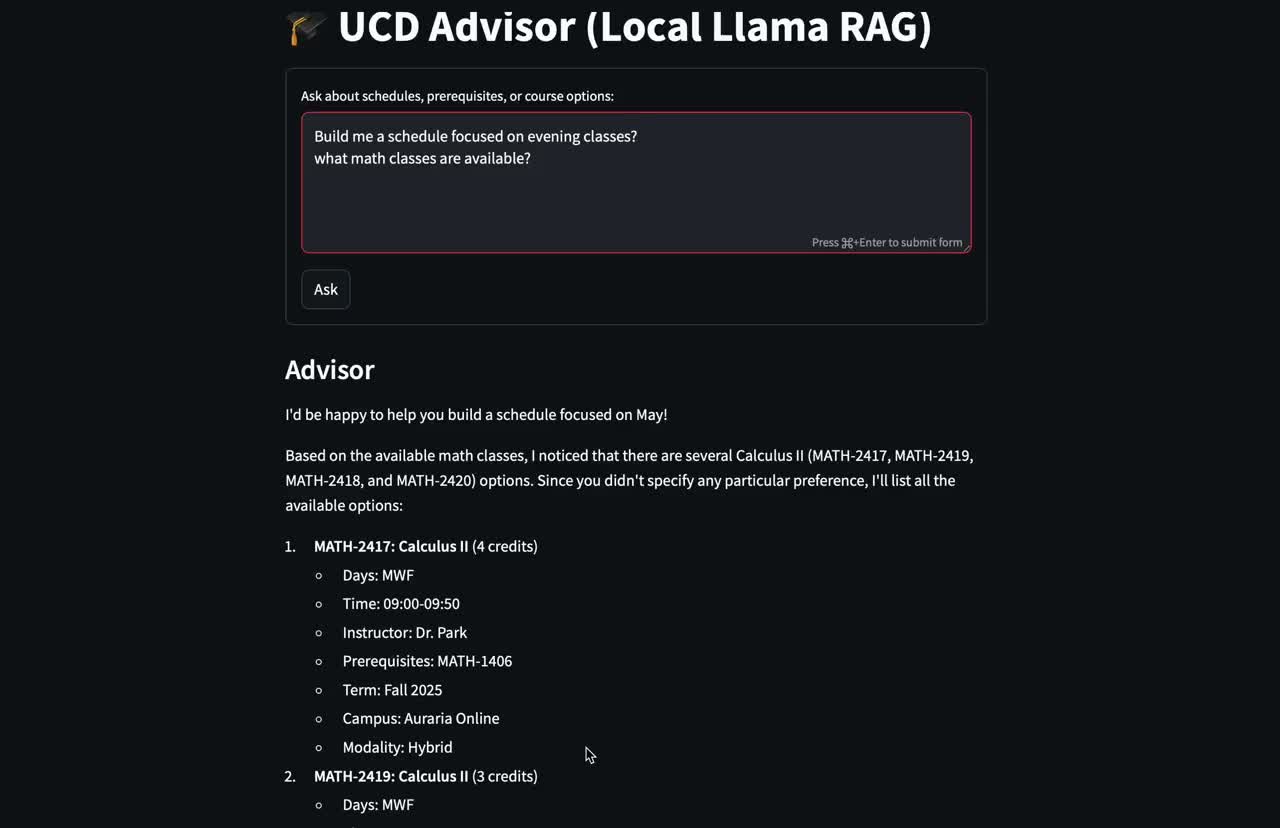 🎓 UCD Advisor (Local Llama RAG)
Ask about schedules, prerequisites, or course options:
Build me a schedule focused on evening classes?
what math classes are available?
Press ⌘+Enter to submit form
Ask
Advisor
I'd be happy to help you build a schedule focused on May!
Based on the available math classes, I noticed that there are several Calculus II (MATH-2417, MATH-2419,
MATH-2418, and MATH-2420) options. Since you didn't specify any particular preference, I'll list all the
available options:
1. MATH-2417: Calculus II (4 credits)
◦ Days: MWF
◦ Time: 09:00-09:50
◦ Instructor: Dr. Park
◦ Prerequisites: MATH-1406
◦ Term: Fall 2025
◦ Campus: Auraria Online
◦ Modality: Hybrid
2. MATH-2419: Calculus II (3 credits)
◦ Days: MWF